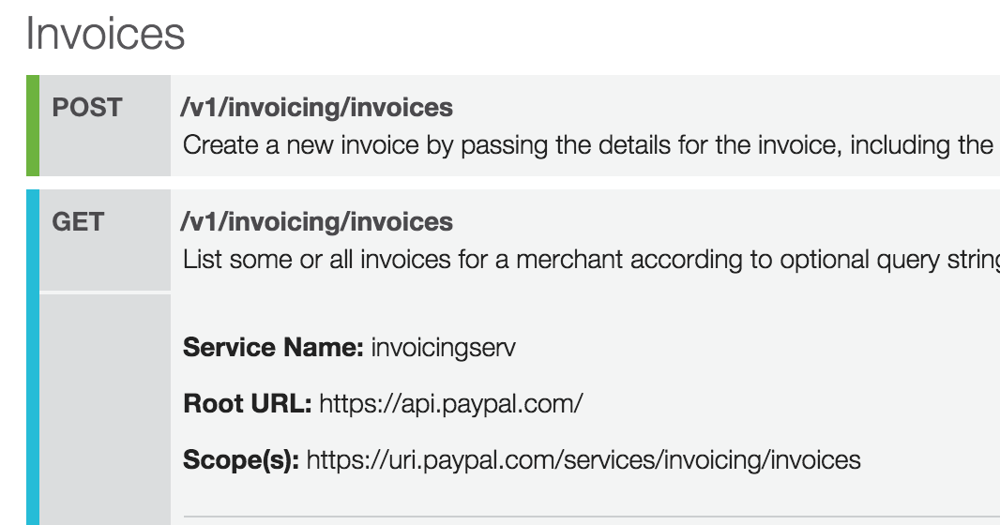 Invoices
POST
/v1/invoicing/invoices
Create a new invoice by passing the details for the invoice, including the
GET
/v1/invoicing/invoices
List some or all invoices for a merchant according to optional query string
Service Name: invoicingserv
Root URL: https://api.paypal.com/
Scope(s): https://uri.paypal.com/services/invoicing/invoices